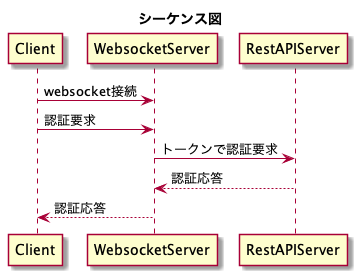 シーケンス図
Client WebsocketServer RestAPIServer
websocket接続
認証要求
トークンで認証要求
認証応答
認証応答
Client WebsocketServer RestAPIServer